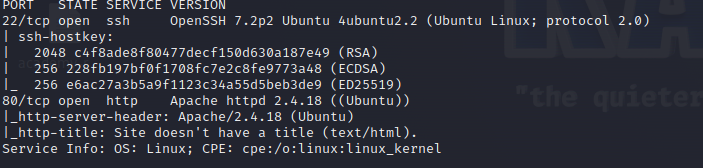 PORT   STATE SERVICE VERSION
22/tcp open  ssh     OpenSSH 7.2p2 Ubuntu 4ubuntu2.2 (Ubuntu Linux; protocol 2.0)
| ssh-hostkey:
|   2048 c4f8ade8f80477decf150d630a187e49 (RSA)
|   256 228fb197bf0f1708fc7e2c8fe9773a48 (ECDSA)
|_  256 e6ac27a3b5a9f1123c34a55d5beb3de9 (ED25519)
80/tcp open  http    Apache httpd 2.4.18 ((Ubuntu))
"the quieter
|_http-server-header: Apache/2.4.18 (Ubuntu)
|_http-title: Site doesn't have a title (text/html).
Service Info: OS: Linux; CPE: cpe:/o:linux:linux_kernel